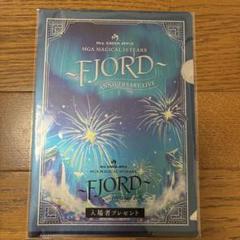 Mrs. GREEN APPLE
MGA MAGICAL 10 YEARS
~FJORD~
ANNIVERSARY LIVE
Mrs. GREEN APPLE
MGA MAGICAL 10 YEARS
~FJORD~
入場者プレゼント